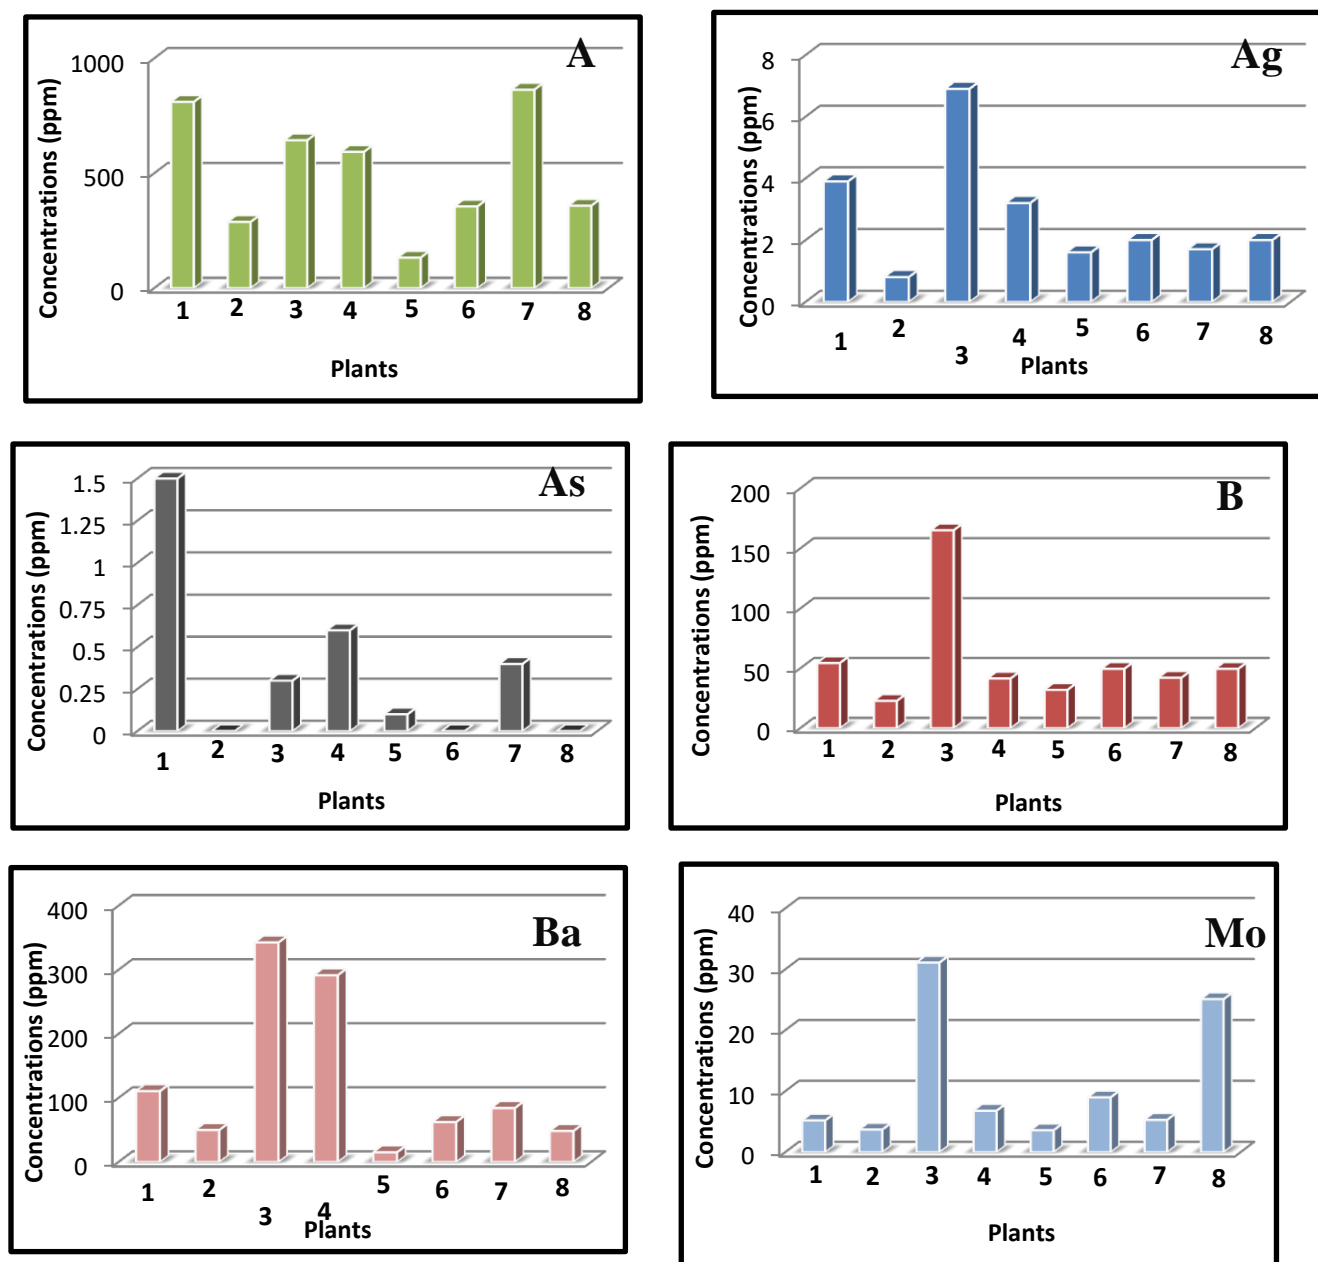 A
Concentrations (ppm)
1000
500
0
1 2 3 4 5 6 7 8
Plants
Ag
Concentrations (ppm)
8
6
4
2
0
1 2 3 4 5 6 7 8
Plants
As
Concentrations (ppm)
1.5
1.25
1
0.75
0.5
0.25
0
1 2 3 4 5 6 7 8
Plants
B
Concentrations (ppm)
200
150
100
50
0
1 2 3 4 5 6 7 8
Plants
Ba
Concentrations (ppm)
400
300
200
100
0
1 2 3 4 5 6 7 8
Plants
Mo
Concentrations (ppm)
40
30
20
10
0
1 2 3 4 5 6 7 8
Plants